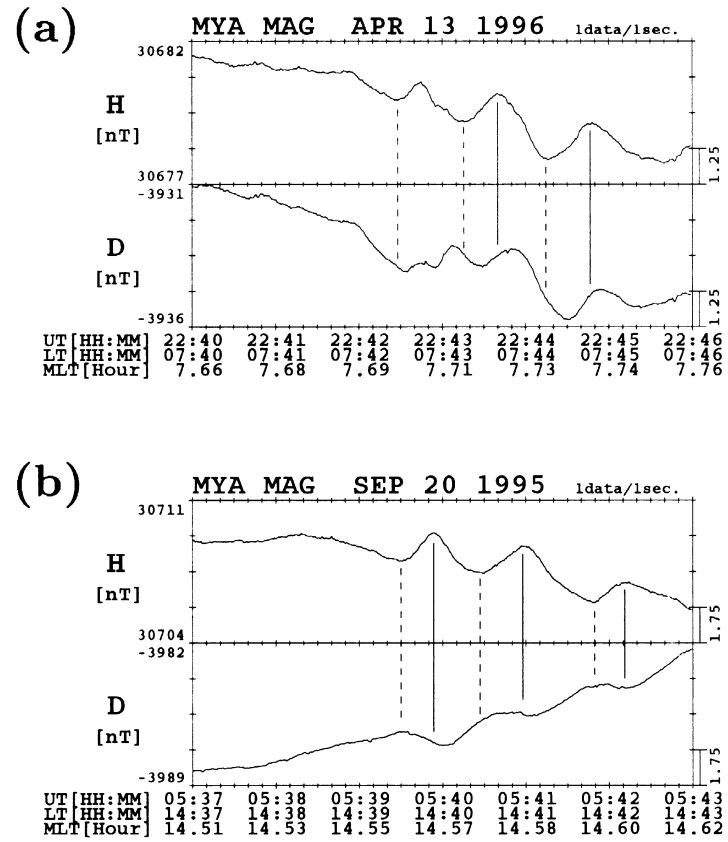 (a)
MYA MAG APR 13 1996 1data/1sec.
30682
H
[nT]
30677
1.25
-3931
D
[nT]
-3936
1.25
UT[HH:MM] 22:40 22:41 22:42 22:43 22:44 22:45 22:46
LT[HH:MM] 07:40 07:41 07:42 07:43 07:44 07:45 07:46
MLT[Hour] 7.66 7.68 7.69 7.71 7.73 7.74 7.76
(b)
MYA MAG SEP 20 1995 1data/1sec.
30711
H
[nT]
30704
1.75
-3982
D
[nT]
-3989
1.75
UT[HH:MM] 05:37 05:38 05:39 05:40 05:41 05:42 05:43
LT[HH:MM] 14:37 14:38 14:39 14:40 14:41 14:42 14:43
MLT[Hour] 14.51 14.53 14.55 14.57 14.58 14.60 14.62